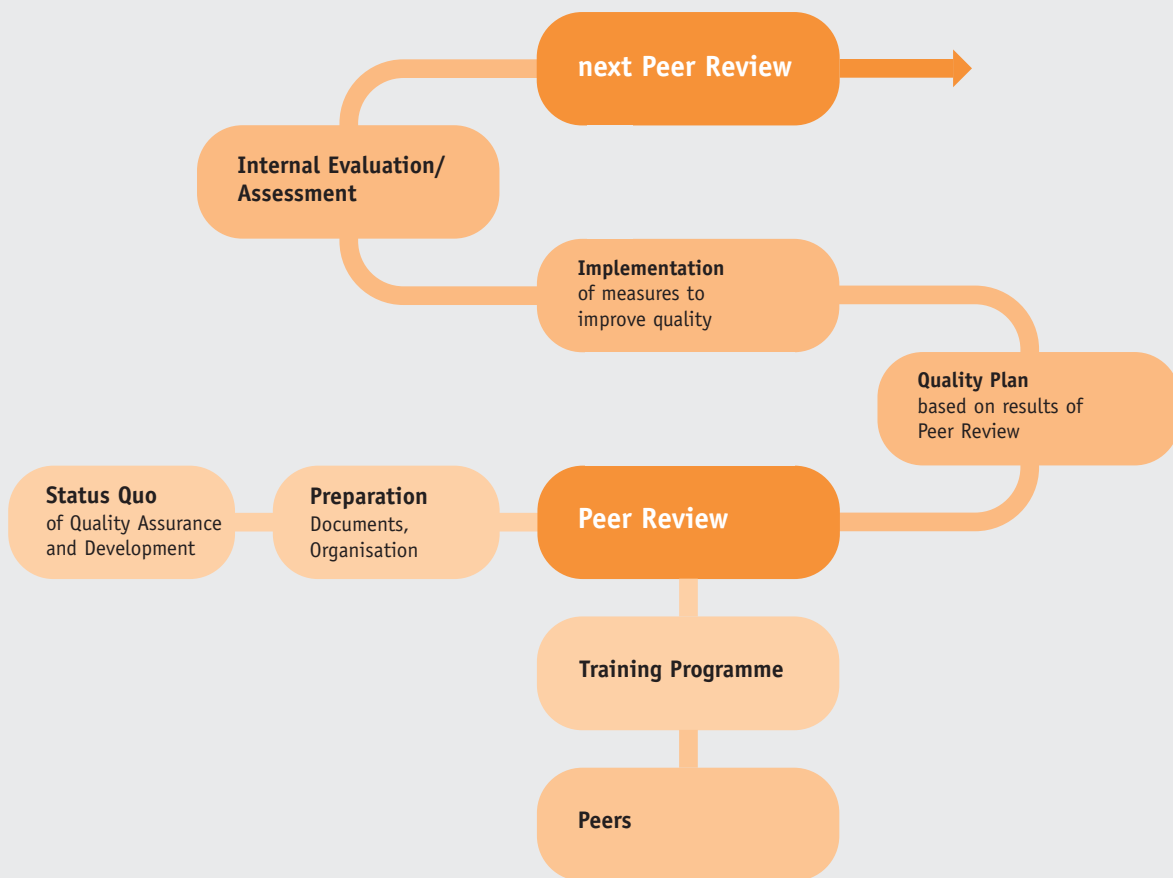 next Peer Review
Internal Evaluation/
Assessment
Implementation
of measures to
improve quality
Quality Plan
based on results of
Peer Review
Status Quo
of Quality Assurance
and Development
Preparation
Documents,
Organisation
Peer Review
Training Programme
Peers